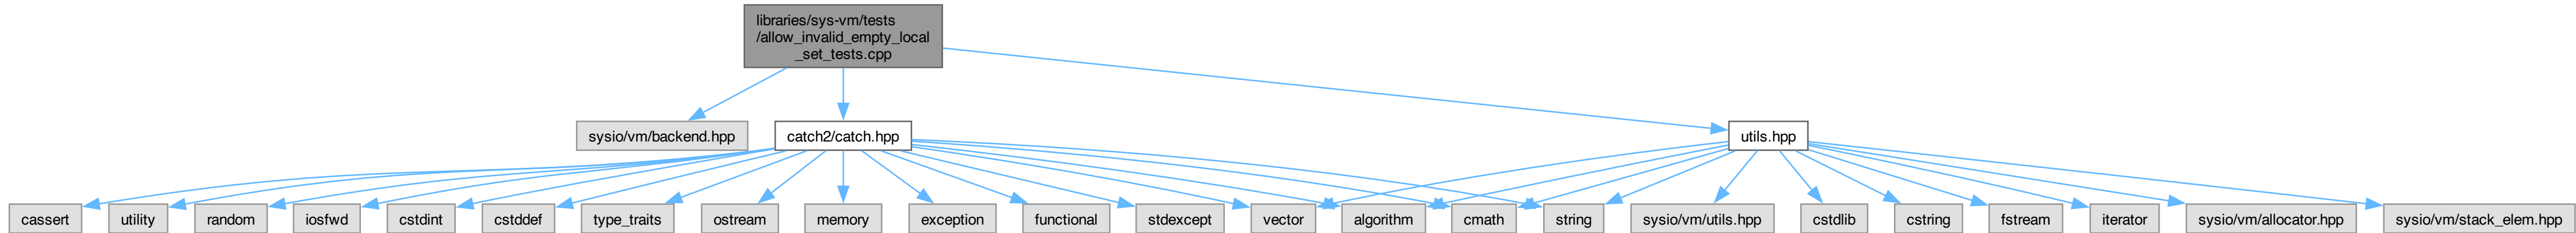 libraries/sys-vm/tests
/allow_invalid_empty_local
_set_tests.cpp
sysio/vm/backend.hpp
catch2/catch.hpp
utils.hpp
cassert
utility
random
iosfwd
cstdint
cstddef
type_traits
ostream
memory
exception
functional
stdexcept
vector
algorithm
cmath
string
sysio/vm/utils.hpp
cstdlib
cstring
fstream
iterator
sysio/vm/allocator.hpp
sysio/vm/stack_elem.hpp